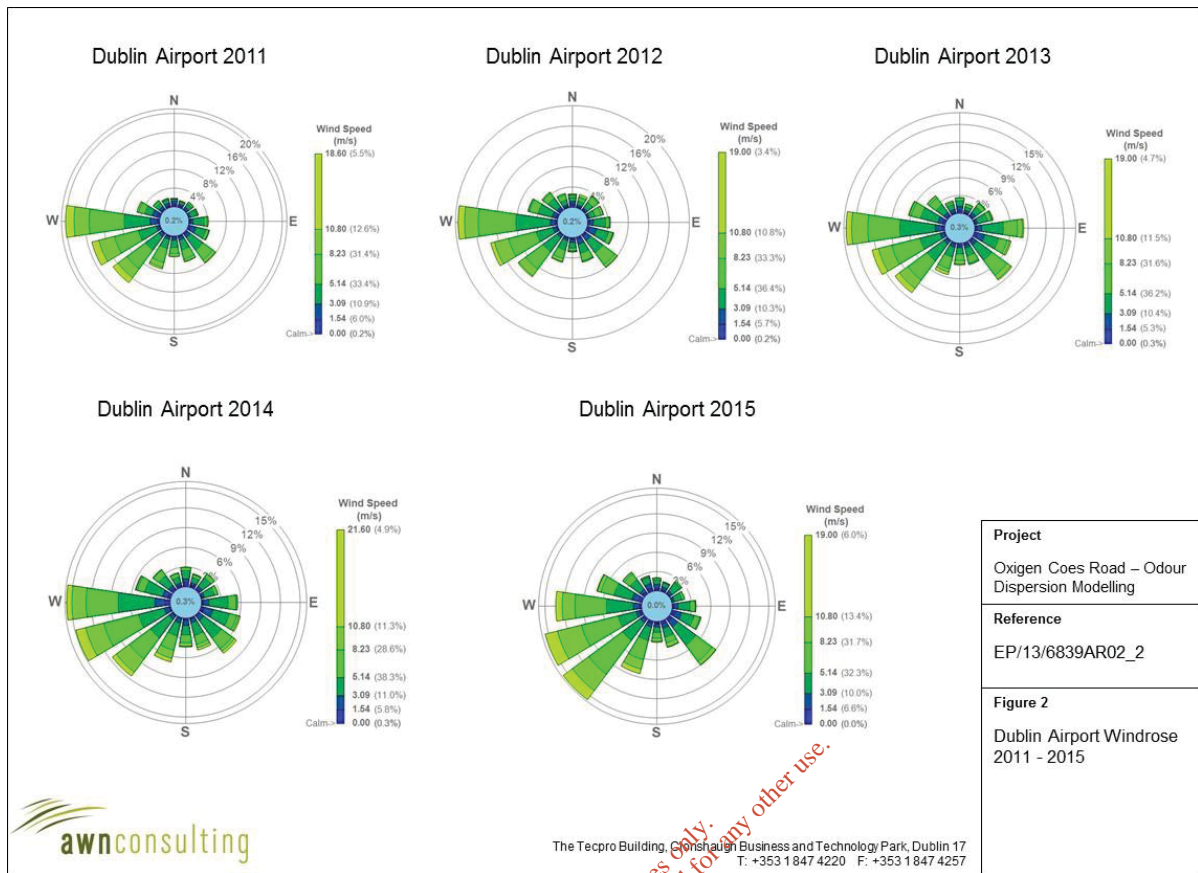 Dublin Airport 2011
N
W
E
S
20%
16%
12%
8%
4%
0.2%
Wind Speed
(m/s)
18.60 (5.5%)
10.80 (12.6%)
8.23 (31.4%)
5.14 (33.4%)
3.09 (10.9%)
1.54 (6.0%)
Calm-> 0.00 (0.2%)
Dublin Airport 2012
N
W
E
S
20%
16%
12%
8%
4%
0.2%
Wind Speed
(m/s)
19.00 (3.4%)
10.80 (10.8%)
8.23 (33.3%)
5.14 (36.4%)
3.09 (10.3%)
1.54 (5.7%)
Calm-> 0.00 (0.2%)
Dublin Airport 2013
N
W
E
S
15%
12%
9%
6%
3%
0.3%
Wind Speed
(m/s)
19.00 (4.7%)
10.80 (11.5%)
8.23 (31.6%)
5.14 (36.2%)
3.09 (10.4%)
1.54 (5.3%)
Calm-> 0.00 (0.3%)
Dublin Airport 2014
N
W
E
S
15%
12%
9%
6%
0.3%
Wind Speed
(m/s)
21.60 (4.9%)
10.80 (11.3%)
8.23 (28.6%)
5.14 (38.3%)
3.09 (11.0%)
1.54 (5.8%)
Calm-> 0.00 (0.3%)
Dublin Airport 2015
N
W
E
S
15%
12%
9%
6%
3%
0.0%
Wind Speed
(m/s)
19.00 (6.0%)
10.80 (13.4%)
8.23 (31.7%)
5.14 (32.3%)
3.09 (10.0%)
1.54 (6.6%)
Calm-> 0.00 (0.0%)
Project
Oxigen Coes Road – Odour
Dispersion Modelling
Reference
EP/13/6839AR02_2
Figure 2
Dublin Airport Windrose
2011 - 2015
awnconsulting
The Tecpro Building, Clonshaugh Business and Technology Park, Dublin 17
T: +353 1 847 4220 F: +353 1 847 4257
only.
for any other use.